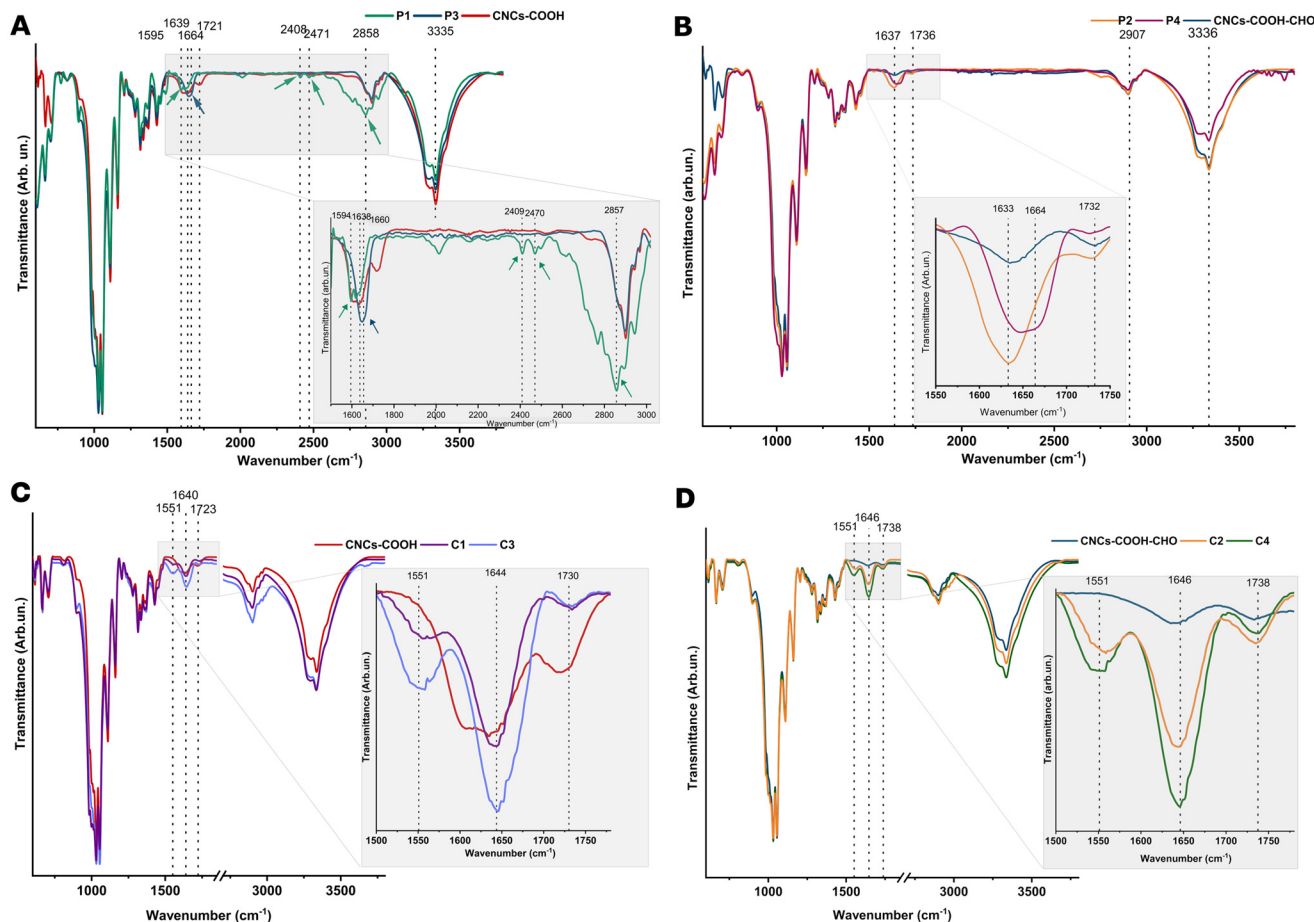 A
P1 P3 CNCs-COOH
1639 1721 2408 2858 3335
1595 1664 2471
Transmittance (Arb. un.)
1594 1638 1660 2409 2470 2857
Transmittance (arb.un.)
1600 1800 2000 2200 2400 2600 2800 3000
Wavenumber (cm⁻¹)
1000 1500 2000 2500 3000 3500
Wavenumber (cm⁻¹)
B
P2 P4 CNCs-COOH-CHO
1637 1736 2907 3336
Transmittance (arb.un.)
1633 1664 1732
Transmittance (arb.un.)
1550 1600 1650 1700 1750
Wavenumber (cm⁻¹)
1000 1500 2000 2500 3000 3500
Wavenumber (cm⁻¹)
C
1640
1551 1723
CNCs-COOH C1 C3
Transmittance (Arb.un.)
1551 1644 1730
Transmittance (Arb.un.)
1500 1550 1600 1650 1700 1750
Wavenumber (cm⁻¹)
1000 1500 3000 3500
Wavenumber (cm⁻¹)
D
1551 1646 1738
CNCs-COOH-CHO C2 C4
Transmittance (Arb.un.)
1551 1646 1738
Transmittance (arb.un.)
1500 1550 1600 1650 1700 1750
Wavenumber (cm⁻¹)
1000 1500 3000 3500
Wavenumber (cm⁻¹)